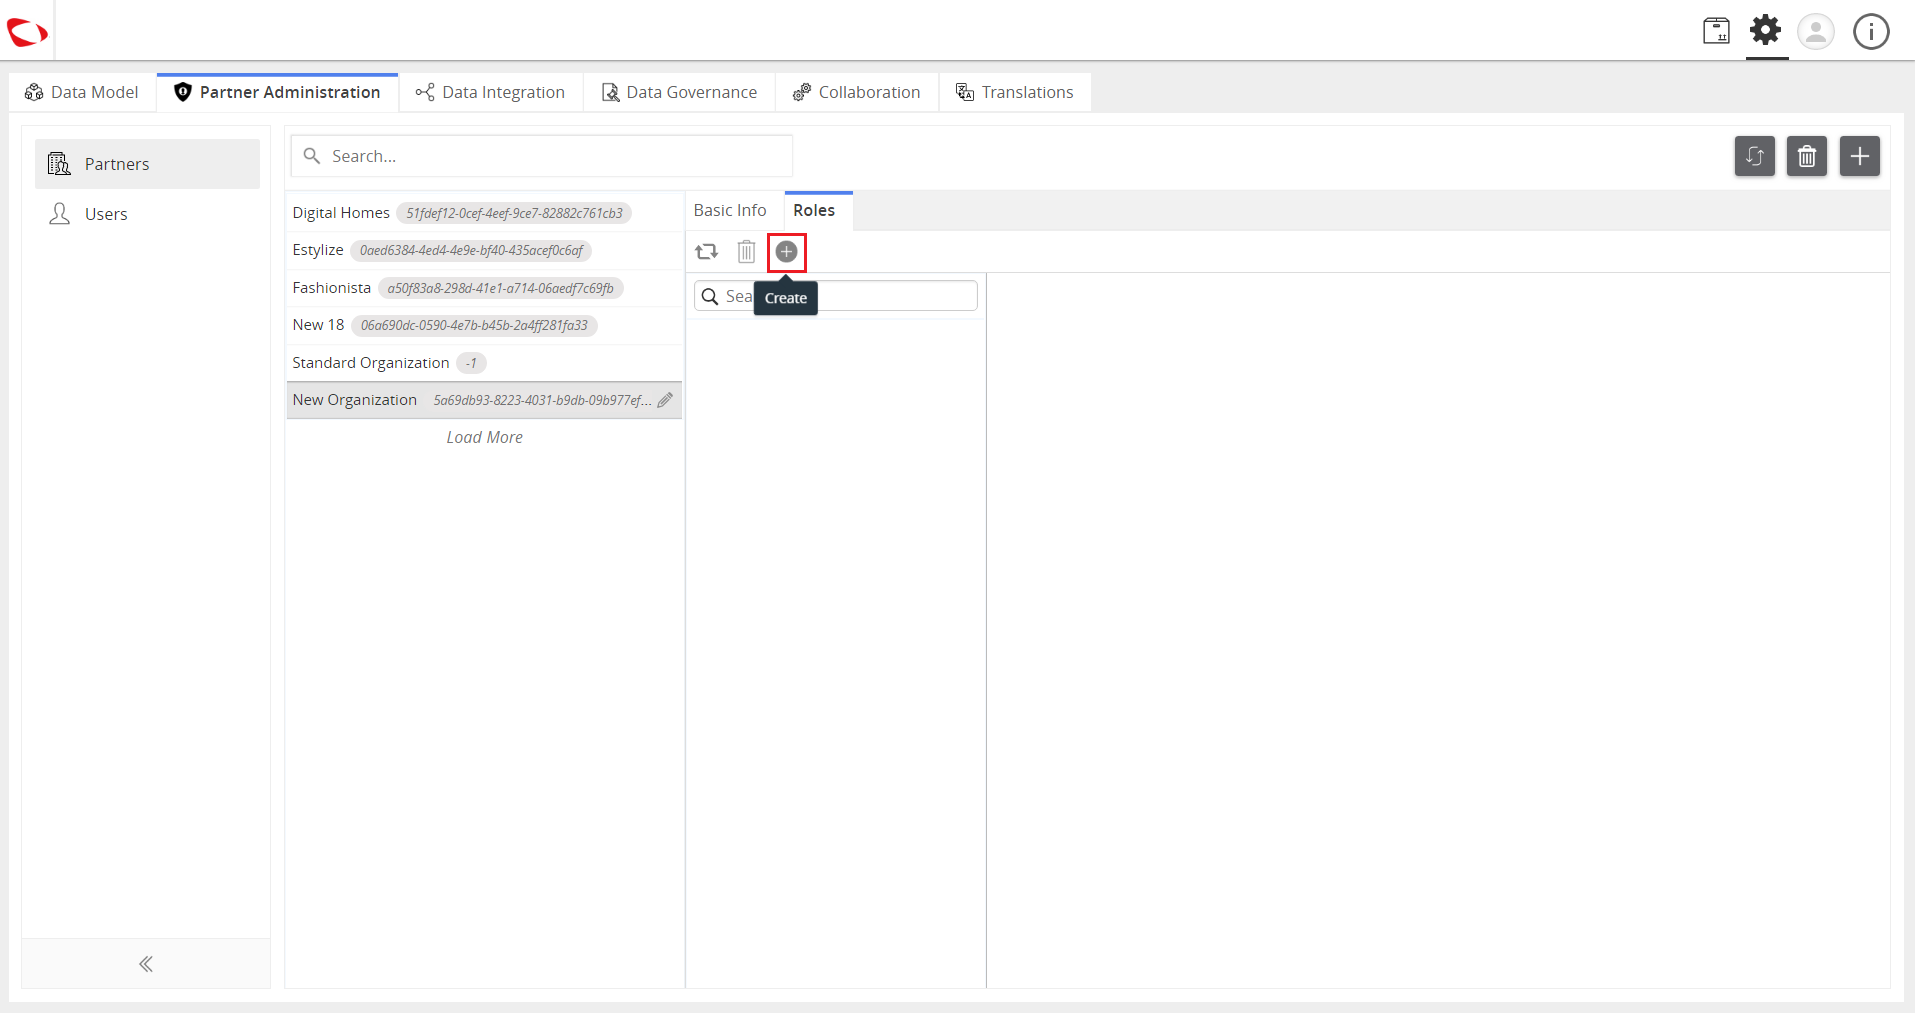 Data Model
Partner Administration
Data Integration
Data Governance
Collaboration
Translations
Partners
Users
Search...
Digital Homes 51fdef12-0cef-4eef-9ce7-82882c761cb3
Estylize 0aed6384-4ed4-4e9e-bf40-435acef0c6af
Fashionista a50f83a8-298d-41e1-a714-06aedf7c69fb
New 18 06a690dc-0590-4e7b-b45b-2a4ff281fa33
Standard Organization -1
New Organization 5a69db93-8223-4031-b9db-09b977ef...
Load More
Basic Info
Roles
Sea
Create